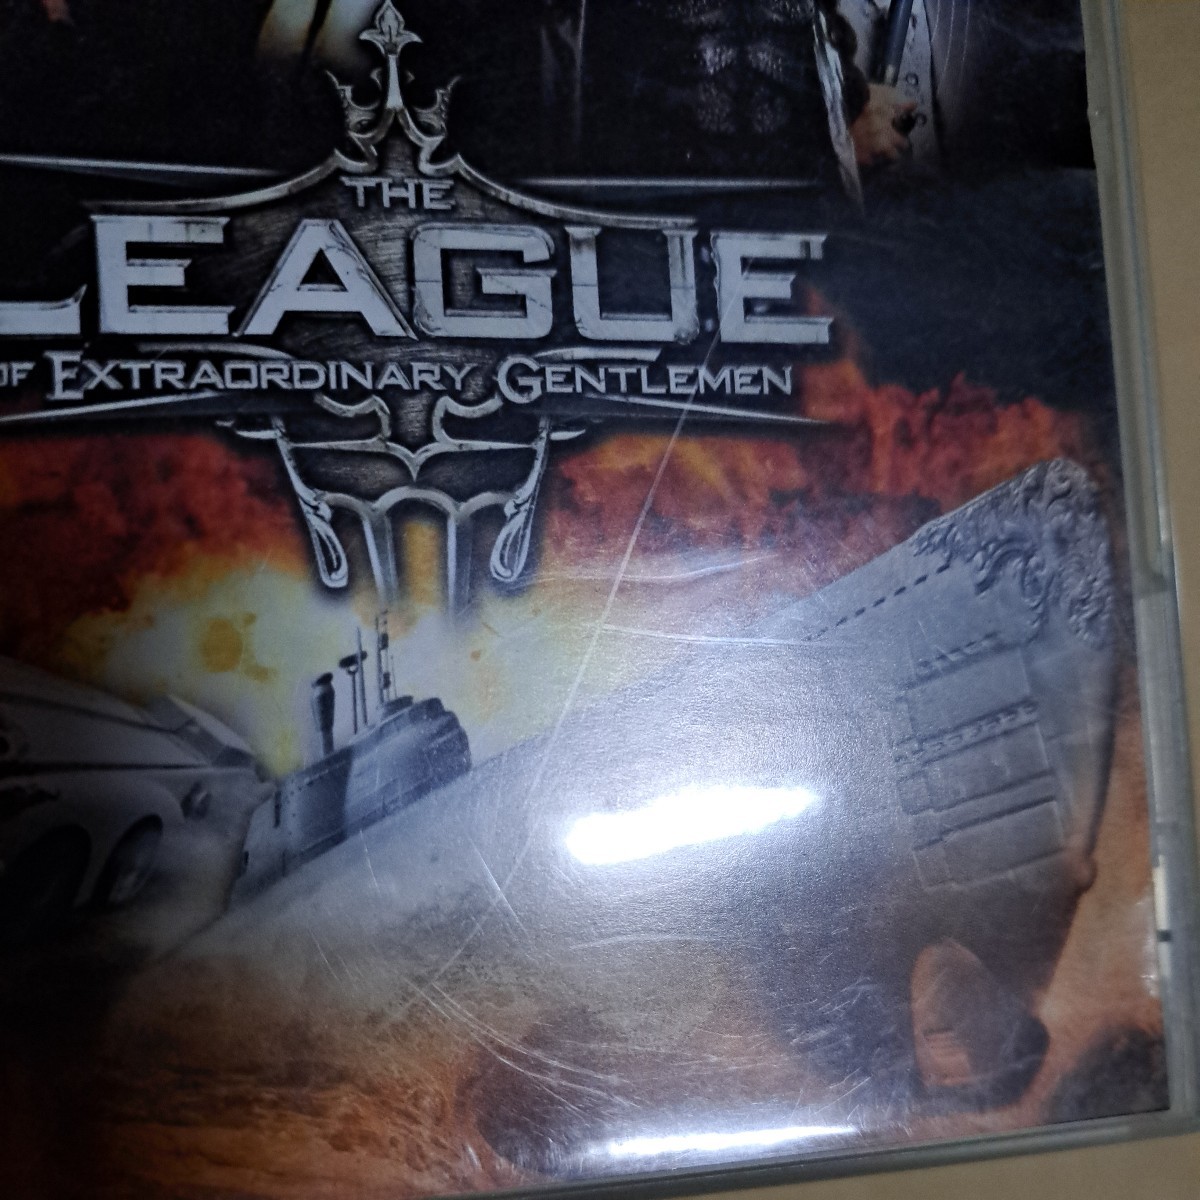 THE
LEAGUE
OF EXTRAORDINARY GENTLEMEN